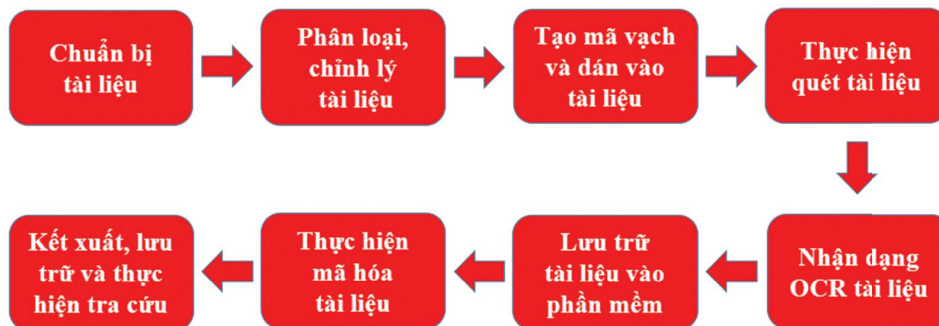 Chuẩn bị
tài liệu
Phân loại,
chỉnh lý
tài liệu
Tạo mã vạch
và dán vào
tài liệu
Thực hiện
quét tài liệu
Nhận dạng
OCR tài liệu
Lưu trữ
tài liệu vào
phần mềm
Thực hiện
mã hóa
tài liệu
Kết xuất, lưu
trữ và thực
hiện tra cứu